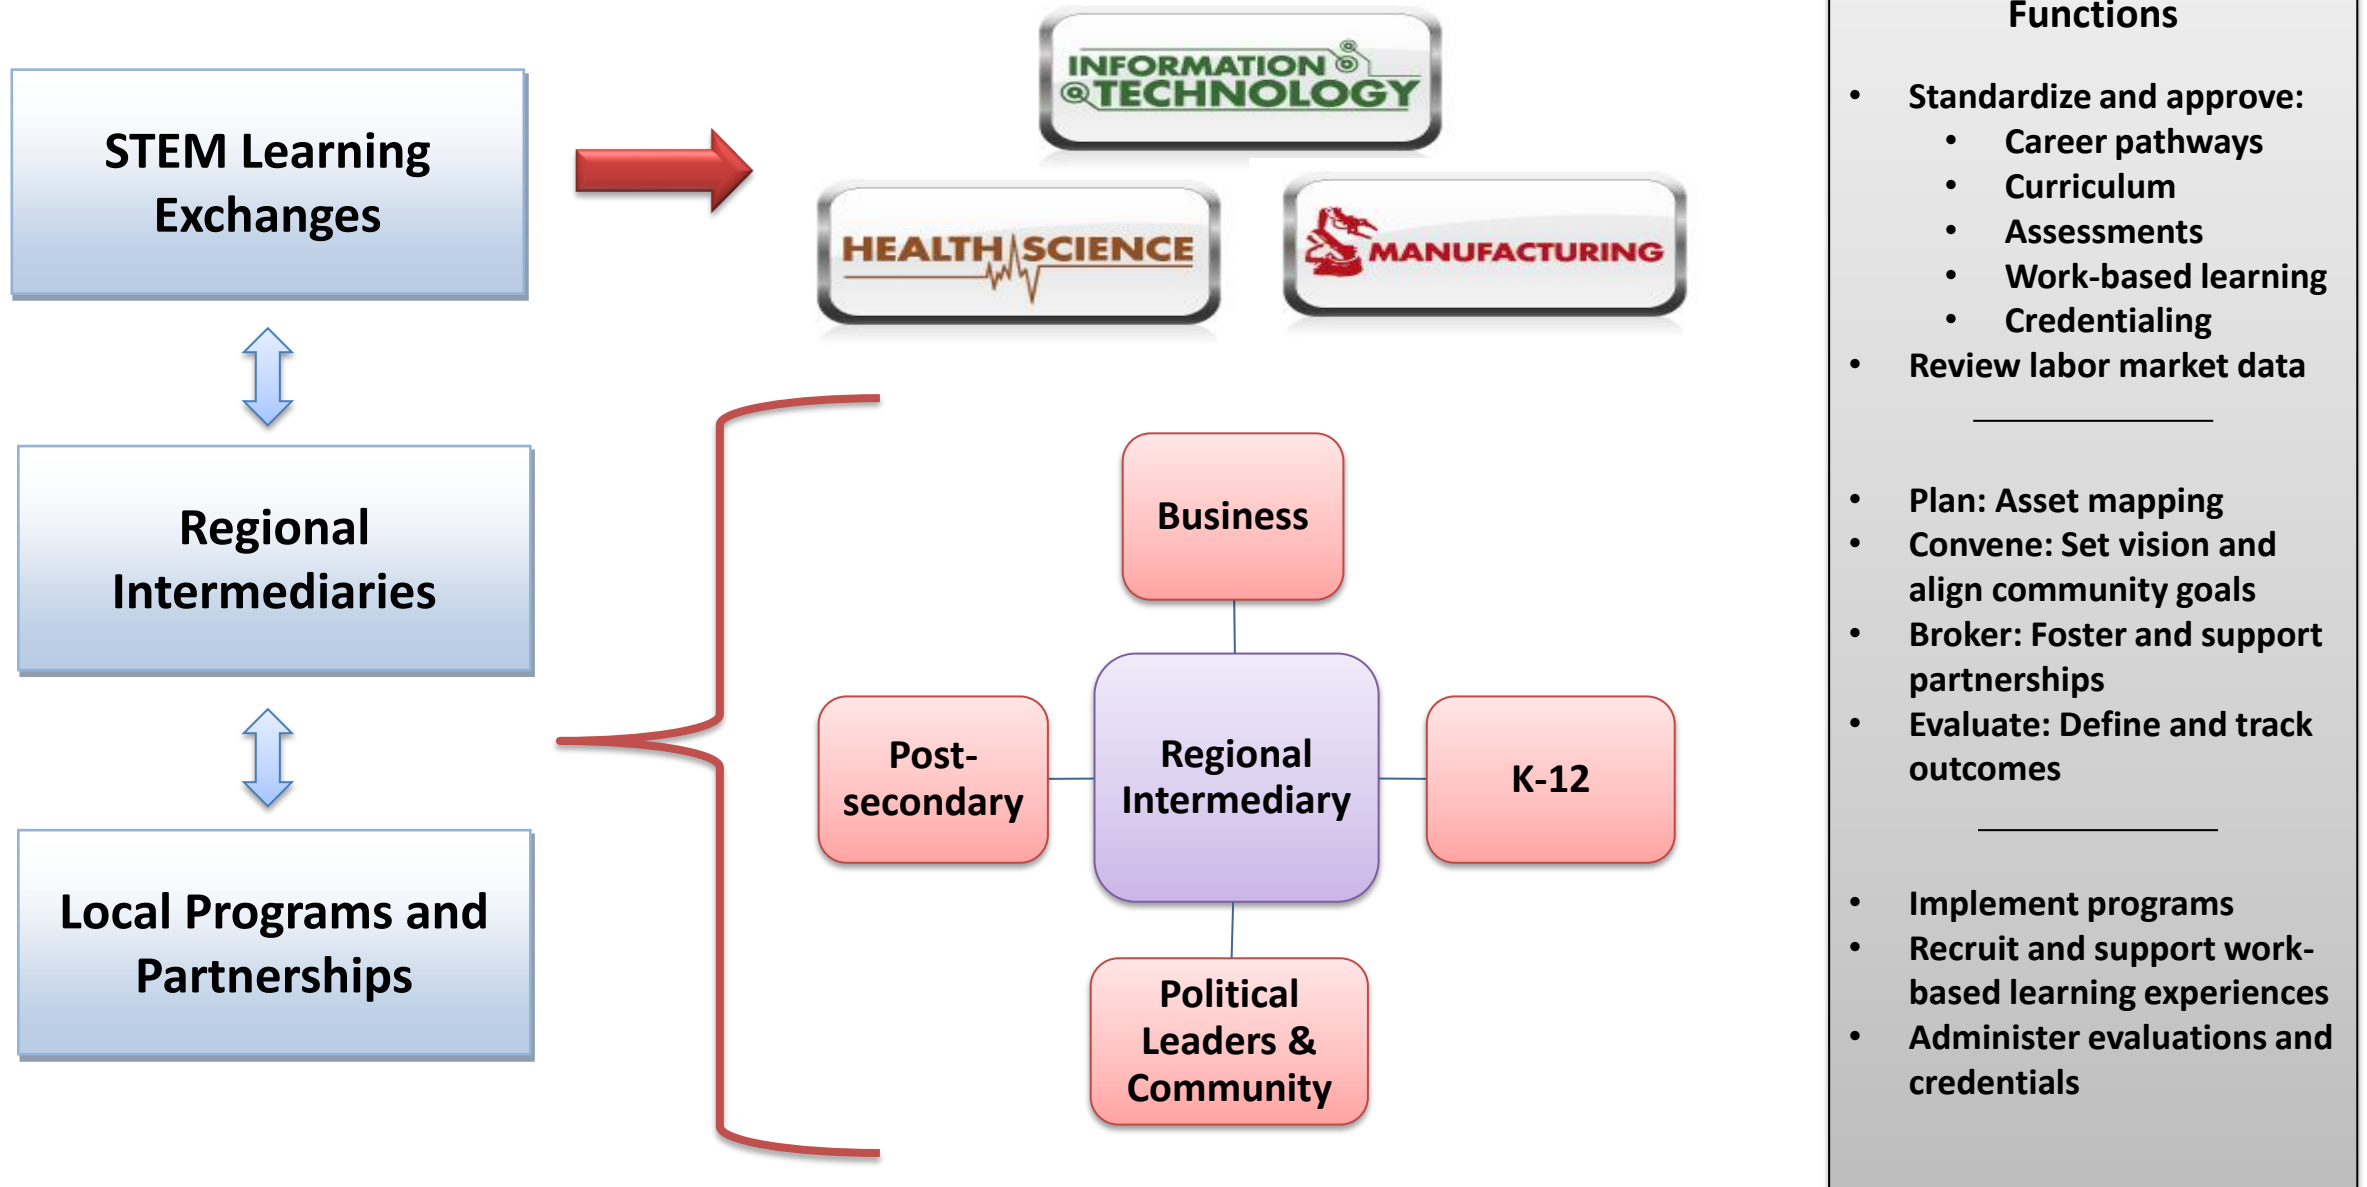 STEM Learning
Exchanges
Regional
Intermediaries
Local Programs and
Partnerships
INFORMATION
TECHNOLOGY
HEALTH SCIENCE
MANUFACTURING
Business
Post-
secondary
Regional
Intermediary
K-12
Political
Leaders &
Community
Functions
• Standardize and approve:
• Career pathways
• Curriculum
• Assessments
• Work-based learning
• Credentialing
• Review labor market data
• Plan: Asset mapping
• Convene: Set vision and
align community goals
• Broker: Foster and support
partnerships
• Evaluate: Define and track
outcomes
• Implement programs
• Recruit and support work-
based learning experiences
• Administer evaluations and
credentials